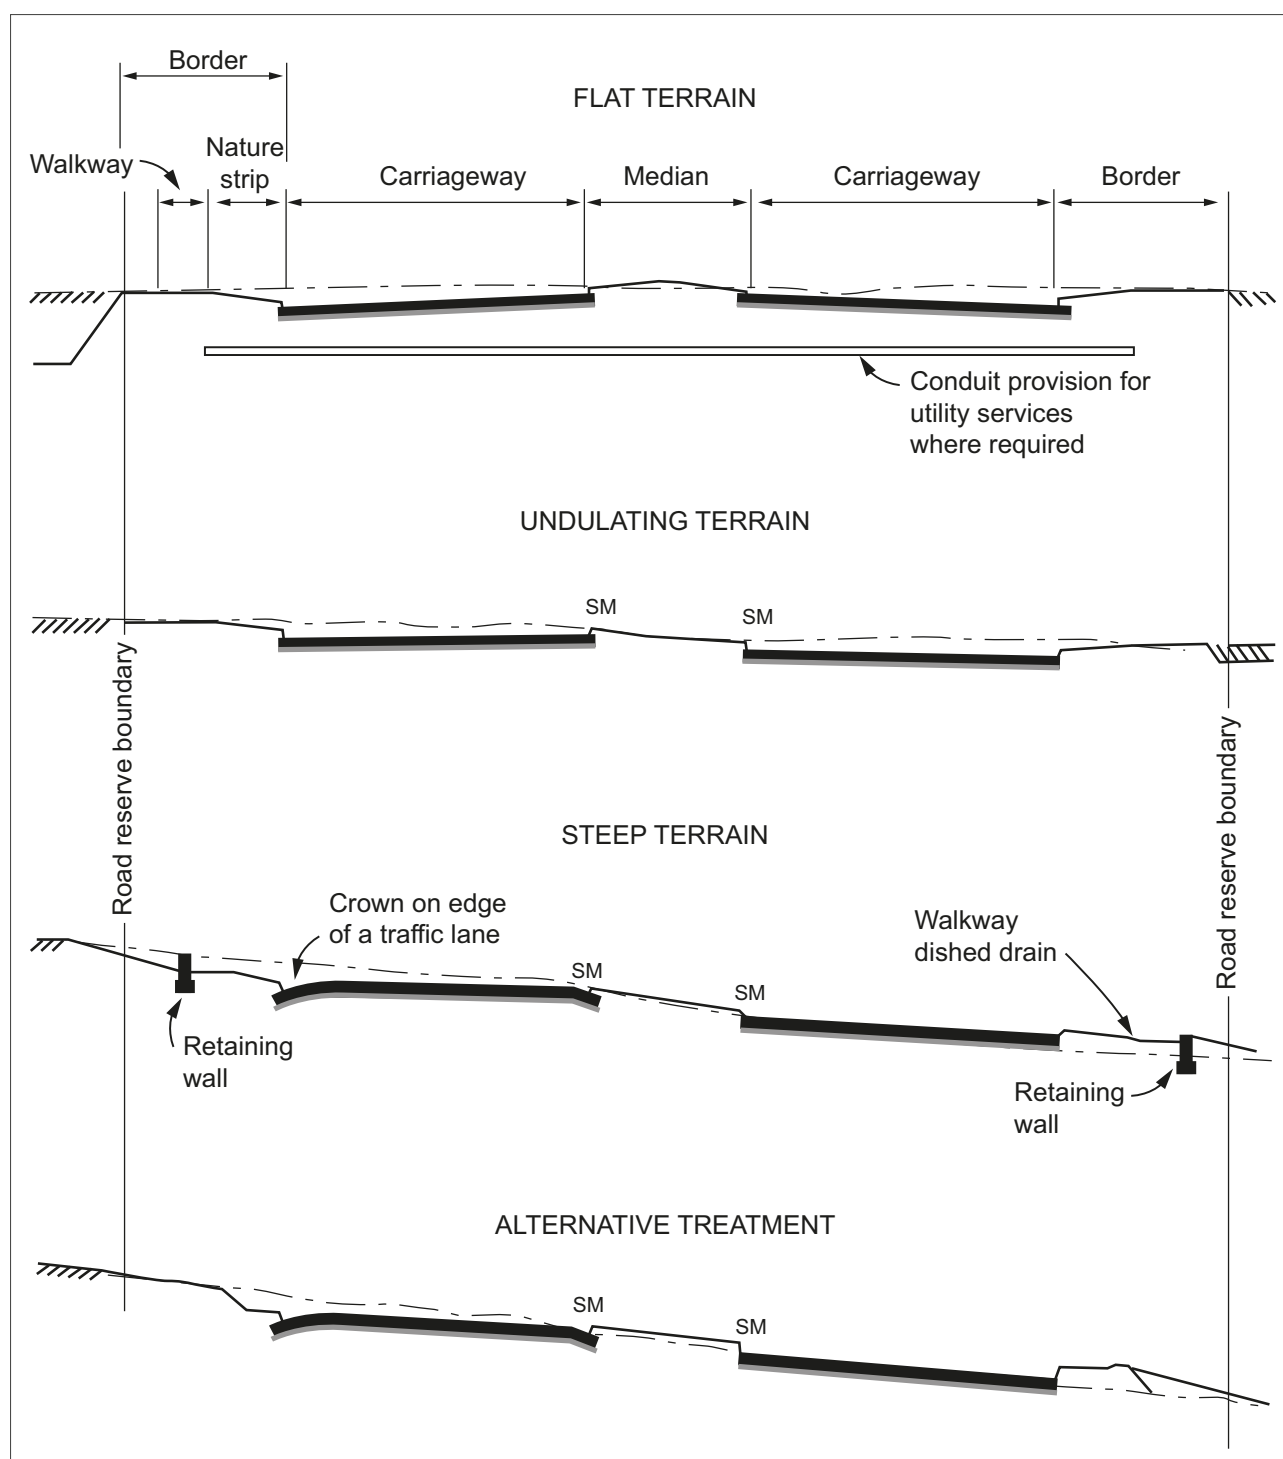 Border
FLAT TERRAIN
Walkway
Nature
strip
Carriageway
Median
Carriageway
Border
Conduit provision for
utility services
where required
UNDULATING TERRAIN
SM
SM
Road reserve boundary
Road reserve boundary
STEEP TERRAIN
Crown on edge
of a traffic lane
Walkway
dished drain
SM
SM
Retaining
wall
Retaining
wall
ALTERNATIVE TREATMENT
SM
SM